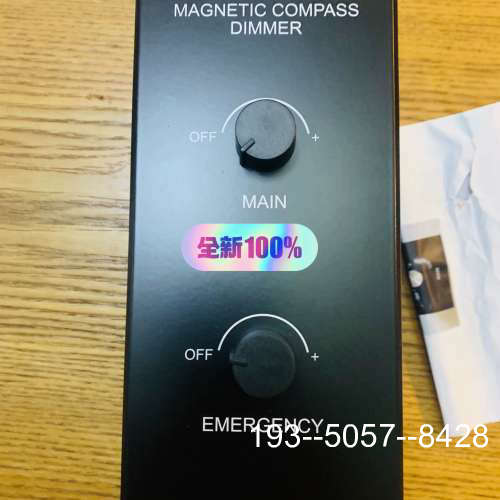 MAGNETIC COMPASS
DIMMER
OFF +
MAIN
全新100%
OFF +
EMERGENCY
193--5057--8428